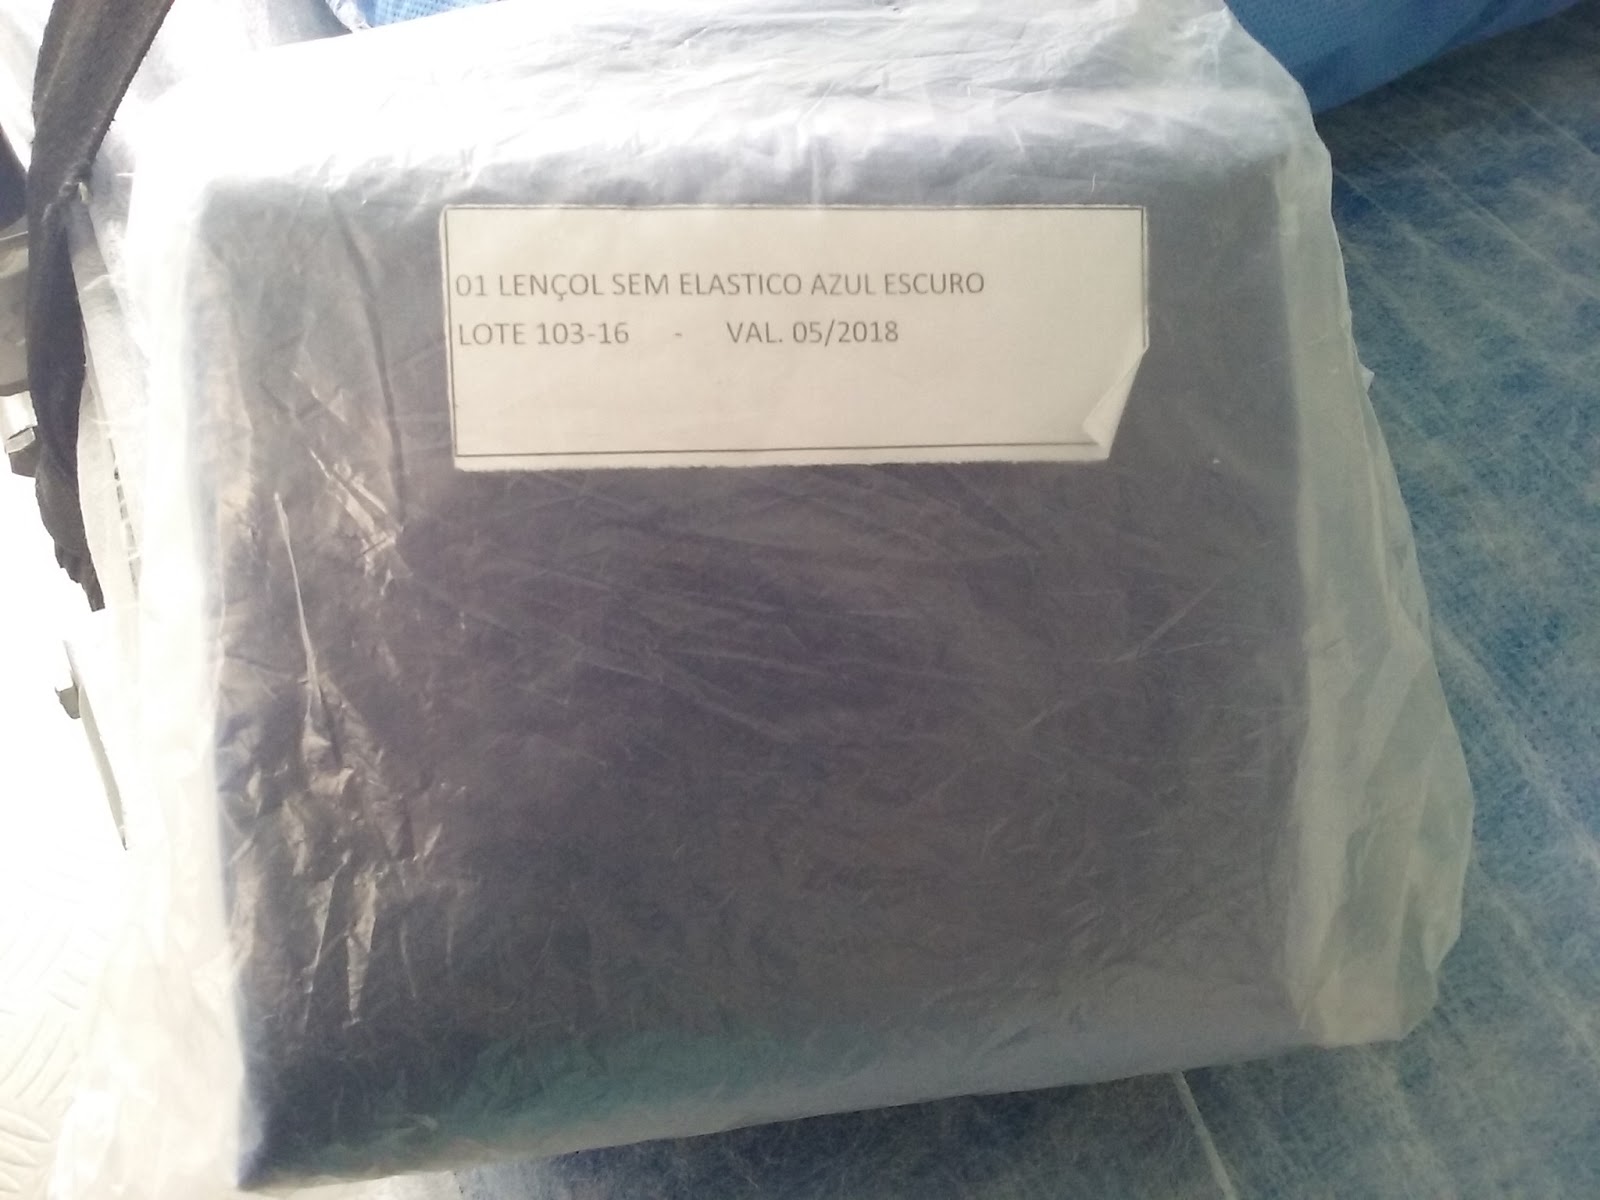 01 LENÇOL SEM ELASTICO AZUL ESCURO
LOTE 103-16 - VAL. 05/2018